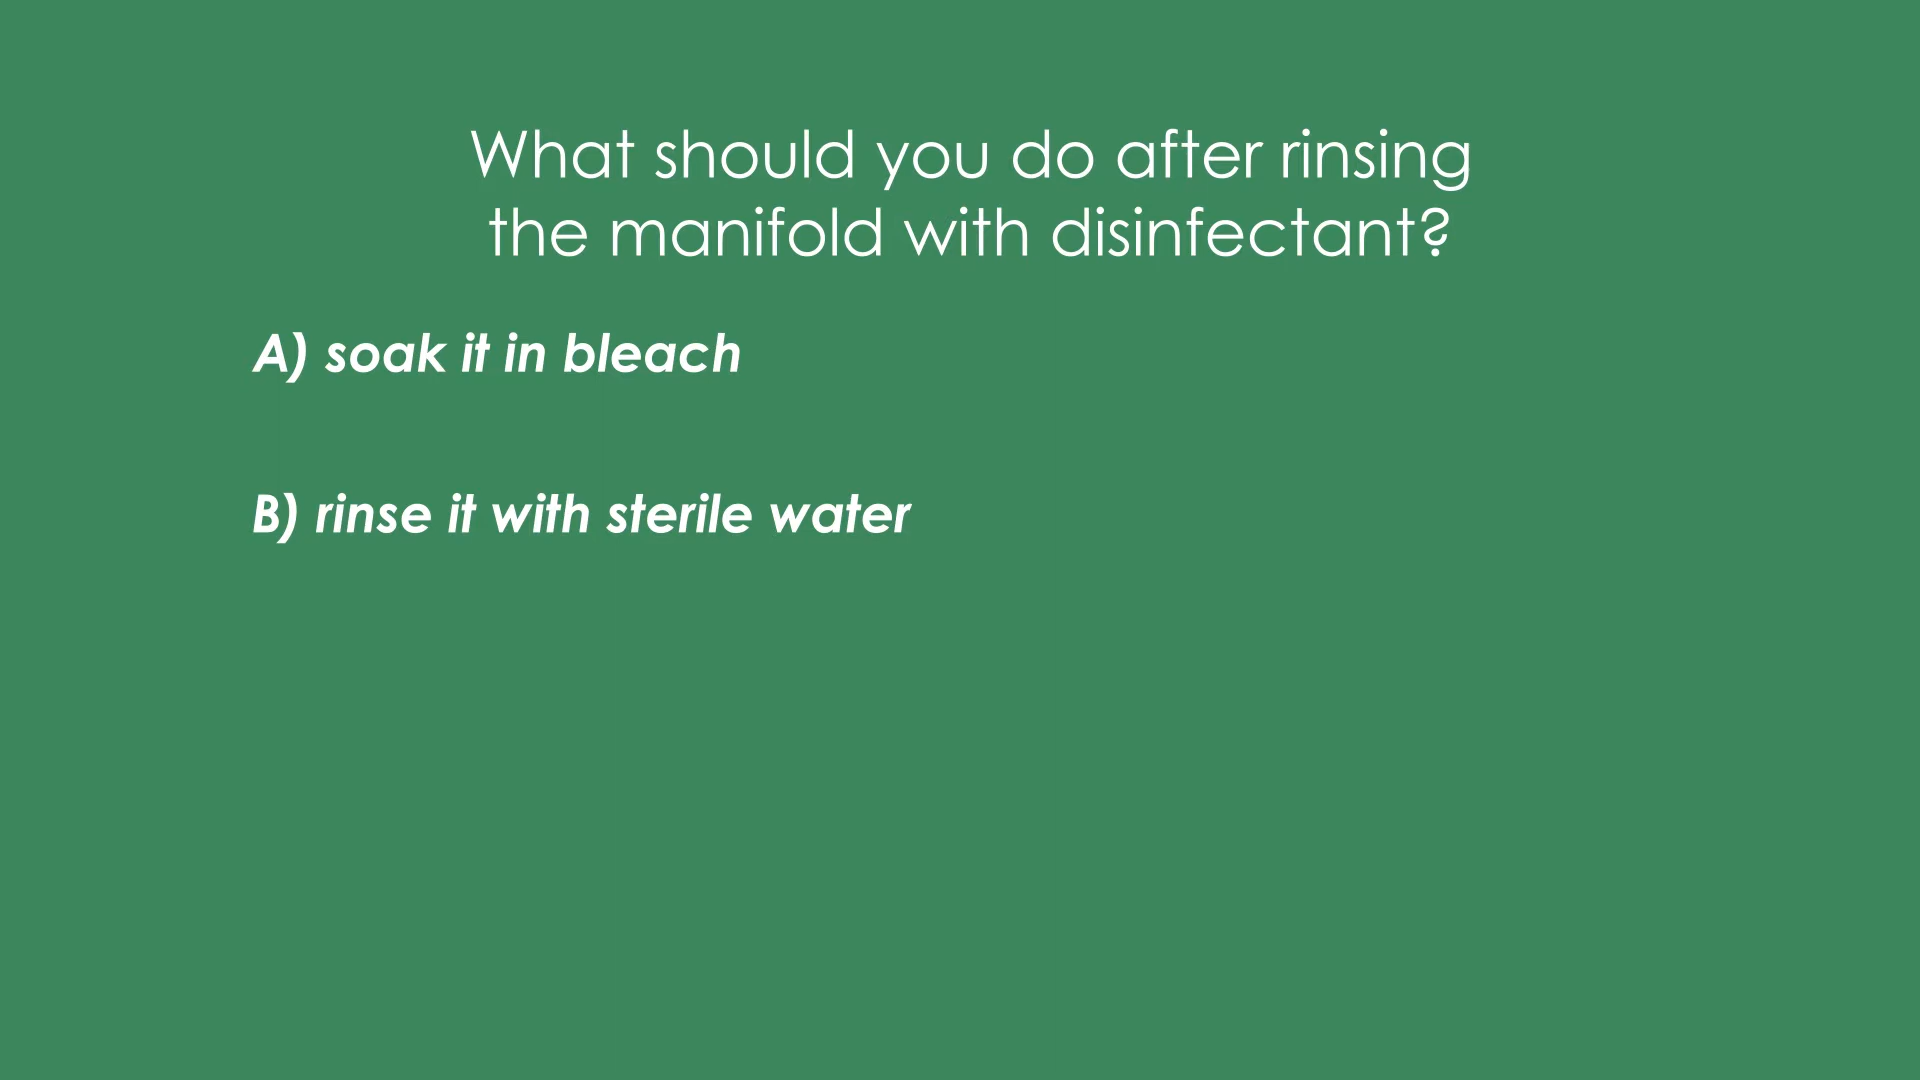 What should you do after rinsing
the manifold with disinfectant?
A) soak it in bleach
B) rinse it with sterile water